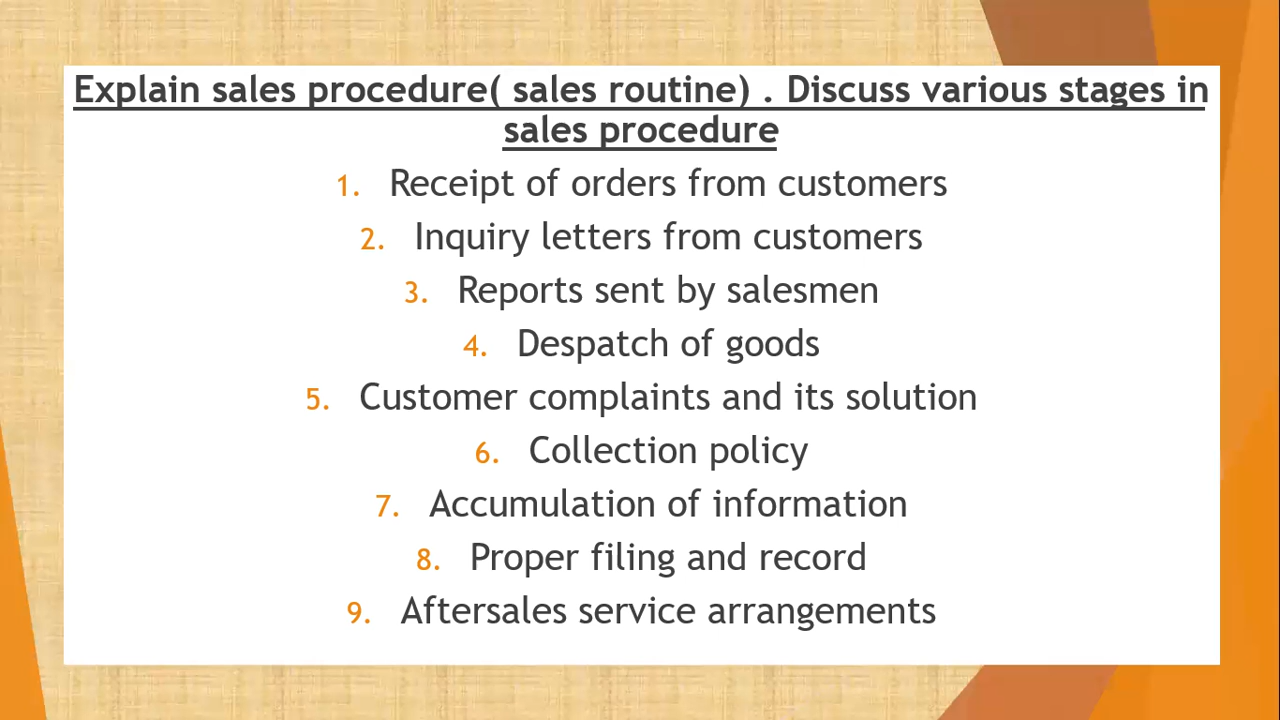 Explain sales procedure( sales routine) . Discuss various stages in
sales procedure
1. Receipt of orders from customers
2. Inquiry letters from customers
3. Reports sent by salesmen
4. Despatch of goods
5. Customer complaints and its solution
6. Collection policy
7. Accumulation of information
8. Proper filing and record
9. Aftersales service arrangements